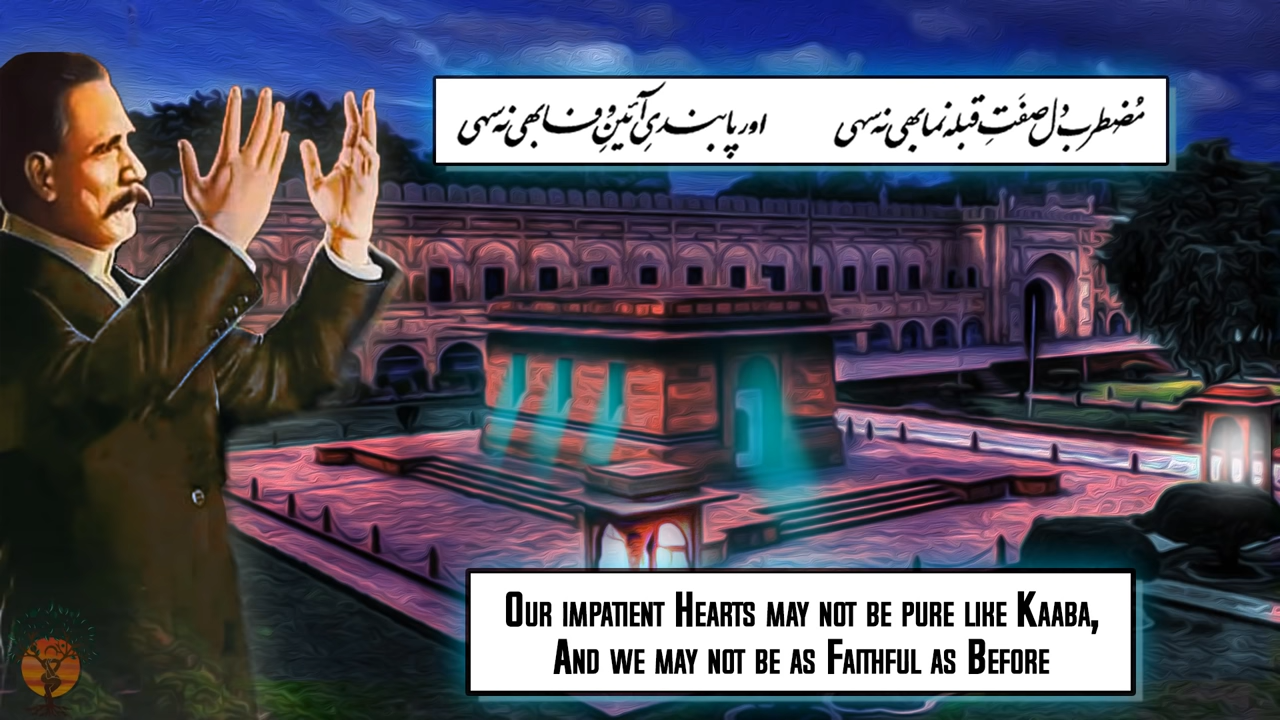 مُضطرب دل صفَتِ قبلہ نما بھی نہ سہی اور پابندیِ آئینِ وفا بھی نہ سہی
Our impatient Hearts may not be pure like Kaaba,
And we may not be as Faithful as Before